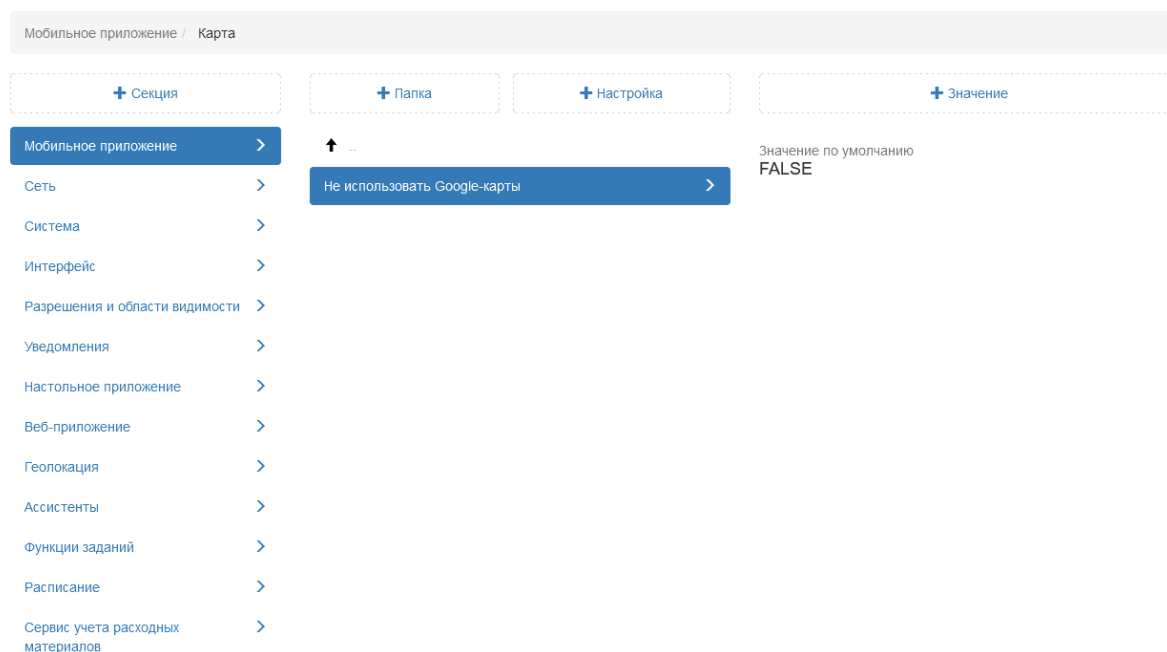 Мобильное приложение / Карта
Секция
Папка
Настройка
Значение
Мобильное приложение
Сеть
Система
Интерфейс
Разрешения и области видимости
Уведомления
Настольное приложение
Веб-приложение
Геолокация
Ассистенты
Функции заданий
Расписание
Сервис учета расходных
материалов
..
Не использовать Google-карты
Значение по умолчанию
FALSE